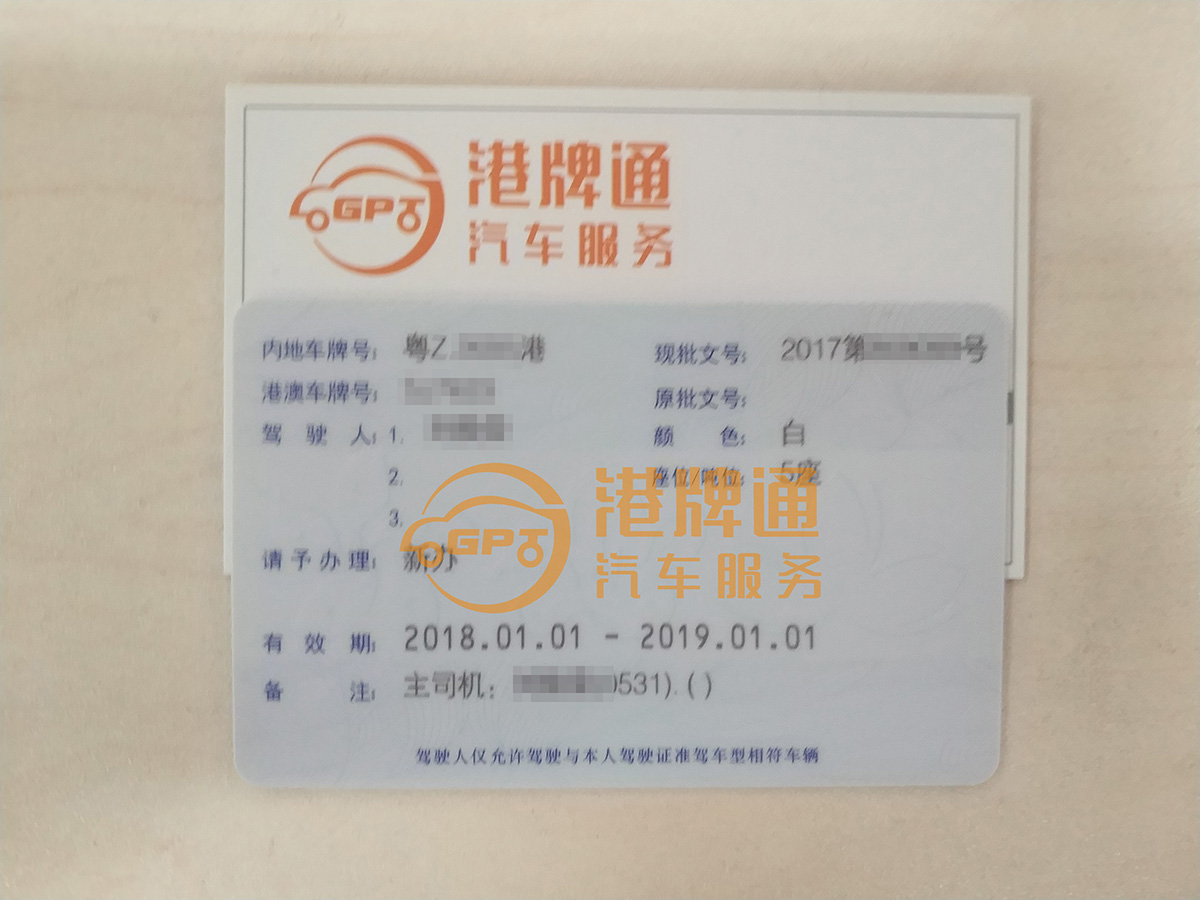 GPT 港牌通
汽车服务
内地车牌号: 粤Z 港 现批文号: 2017第 号
港澳车牌号: 原批文号:
驾驶人: 1. 颜色: 白
2. 座位/吨位: 5座
3.
GPT 港牌通
汽车服务
请予办理: 新办
有效期: 2018.01.01 - 2019.01.01
备注: 主司机: 0531).( )
驾驶人仅允许驾驶与本人驾驶证准驾车型相符车辆